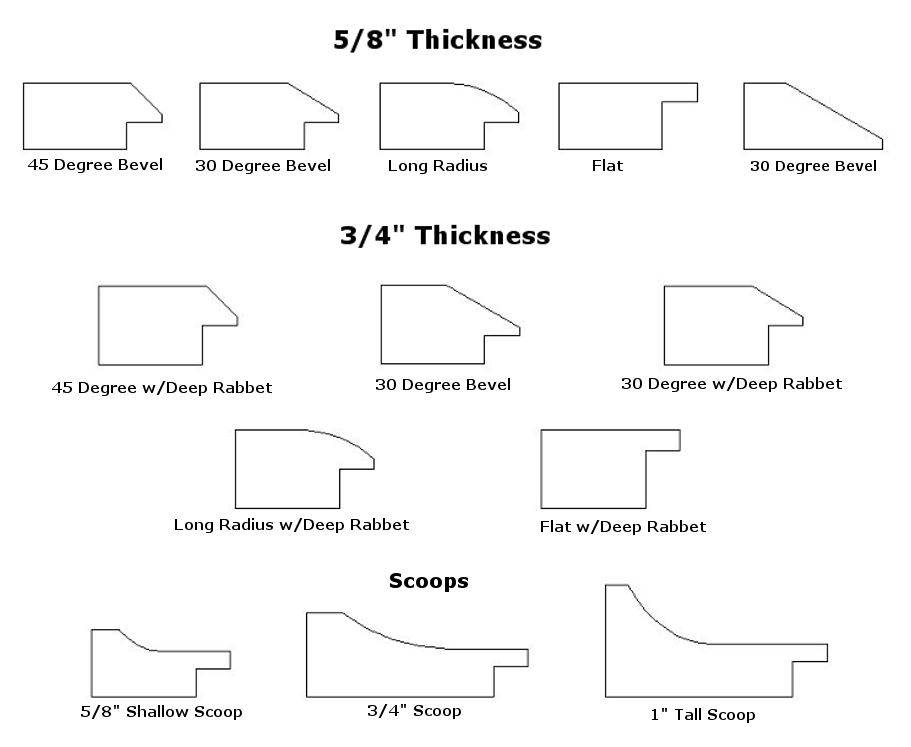 5/8" Thickness
45 Degree Bevel
30 Degree Bevel
Long Radius
Flat
30 Degree Bevel
3/4" Thickness
45 Degree w/Deep Rabbet
30 Degree Bevel
30 Degree w/Deep Rabbet
Long Radius w/Deep Rabbet
Flat w/Deep Rabbet
Scoops
5/8" Shallow Scoop
3/4" Scoop
1" Tall Scoop